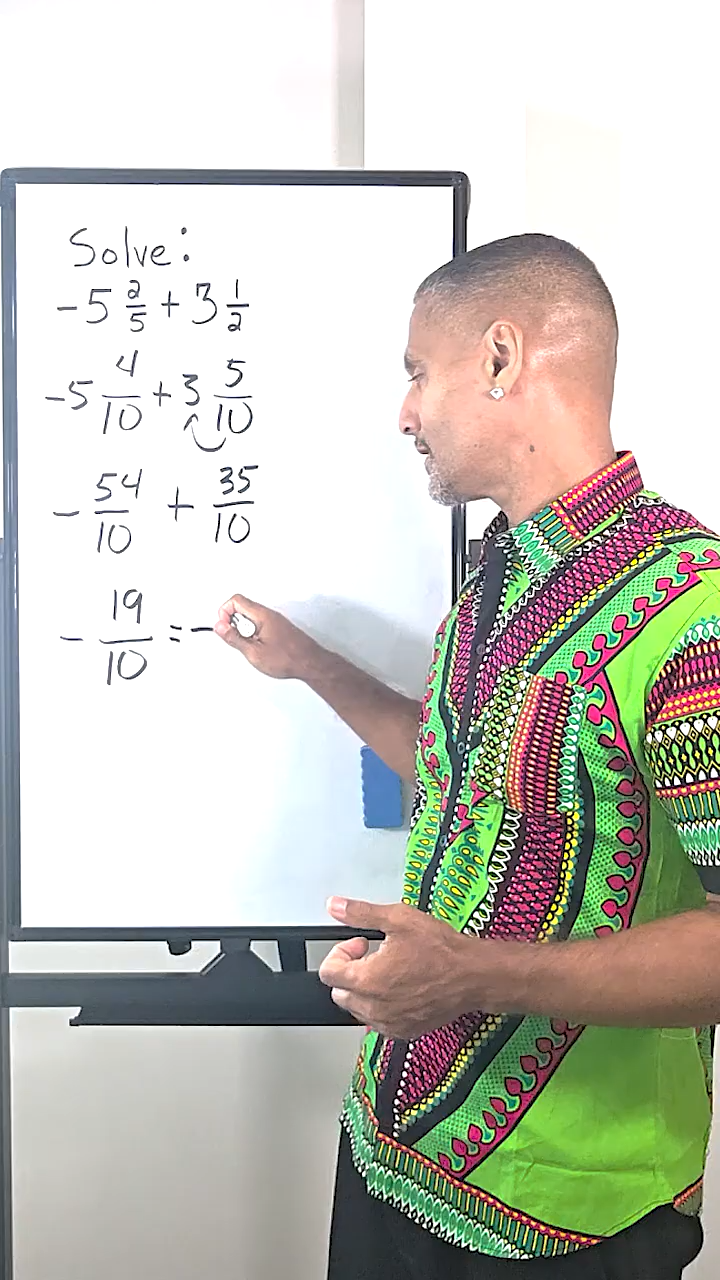 Solve:
-5 2/5 + 3 1/2
-5 4/10 + 3 5/10
- 54/10 + 35/10
- 19/10 = -